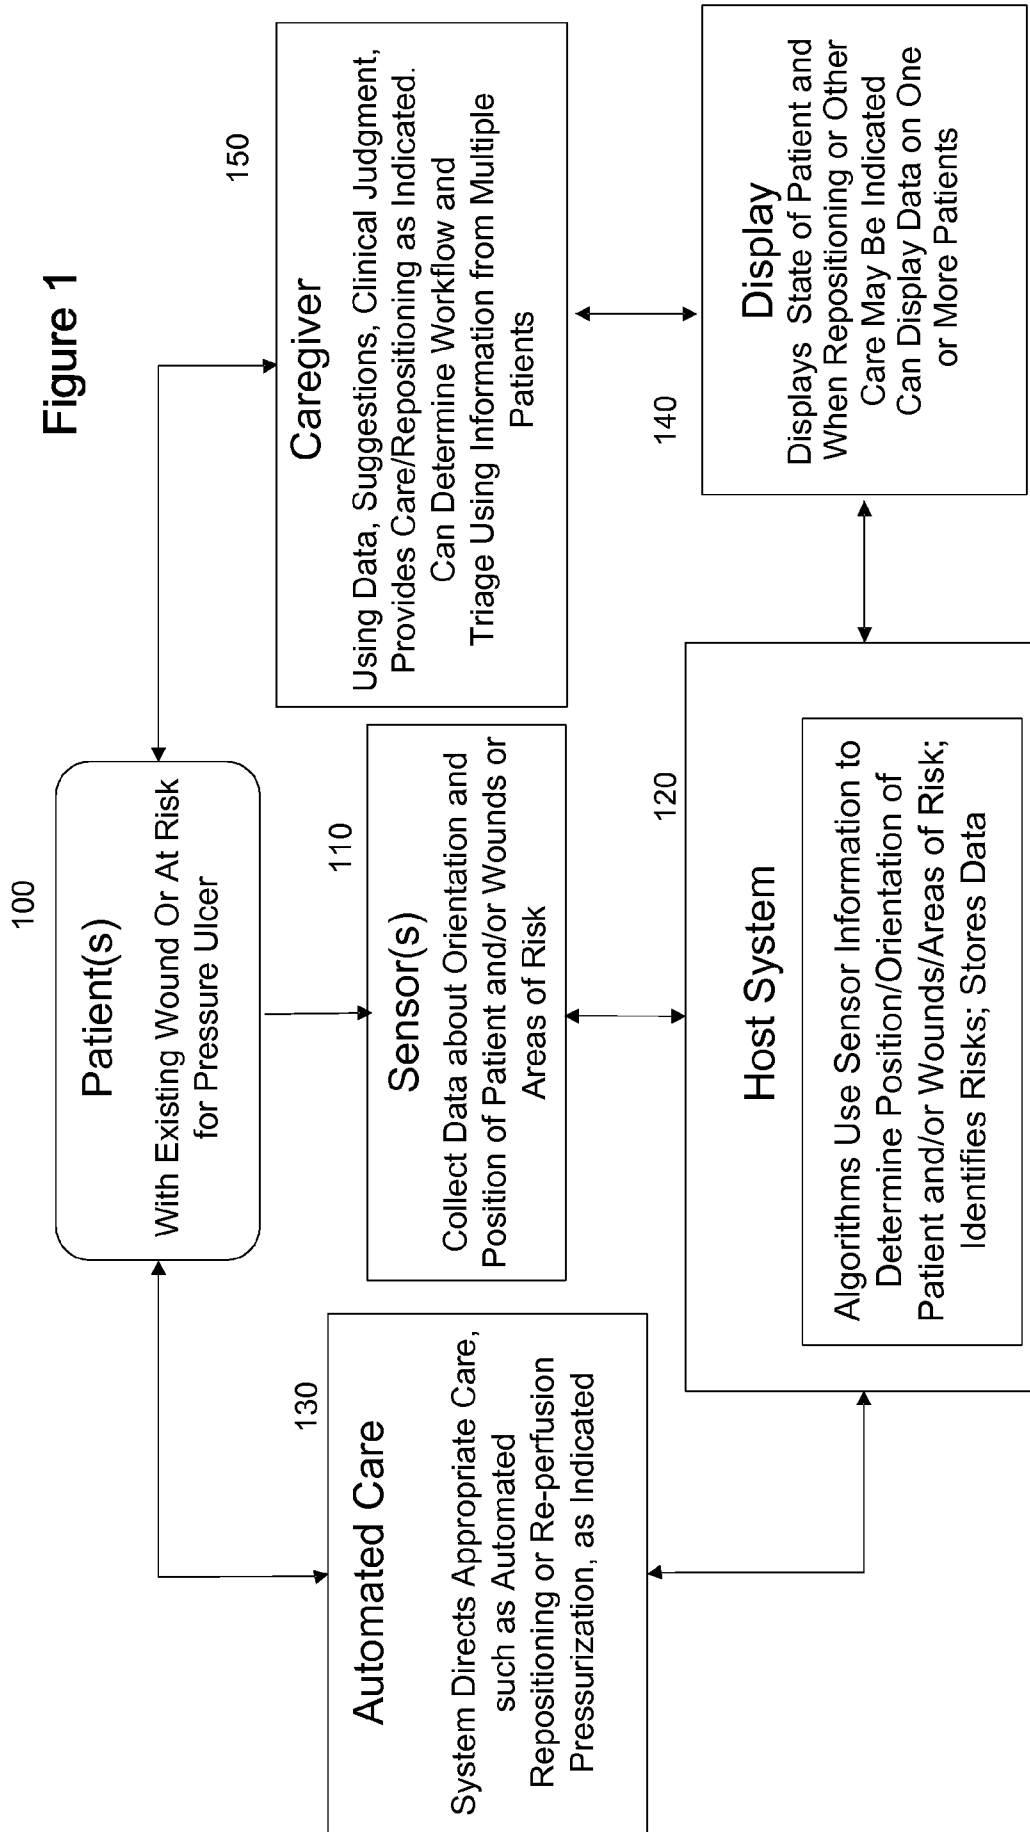 Figure 1
100
Patient(s)
With Existing Wound Or At Risk
for Pressure Ulcer
130
Automated Care
System Directs Appropriate Care,
such as Automated
Repositioning or Re-perfusion
Pressurization, as Indicated
110
Sensor(s)
Collect Data about Orientation and
Position of Patient and/or Wounds or
Areas of Risk
150
Caregiver
Using Data, Suggestions, Clinical Judgment,
Provides Care/Repositioning as Indicated.
Can Determine Workflow and
Triage Using Information from Multiple
Patients
120
Host System
Algorithms Use Sensor Information to
Determine Position/Orientation of
Patient and/or Wounds/Areas of Risk;
Identifies Risks; Stores Data
140
Display
Displays State of Patient and
When Repositioning or Other
Care May Be Indicated
Can Display Data on One
or More Patients